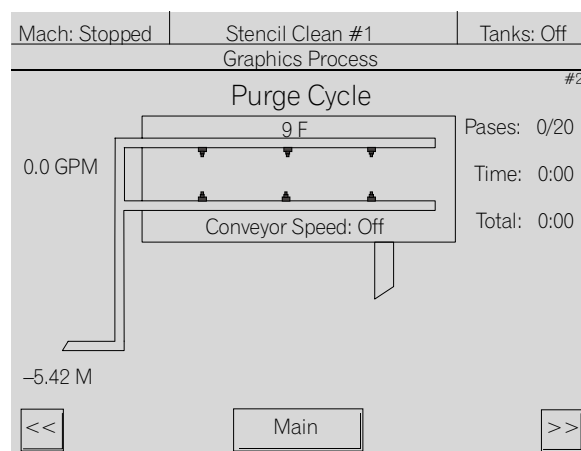 Mach: Stopped
Stencil Clean #1
Tanks: Off
Graphics Process
#2
Purge Cycle
9 F
Pases: 0/20
0.0 GPM
Time: 0:00
Total: 0:00
Conveyor Speed: Off
–5.42 M
<<
Main
>>